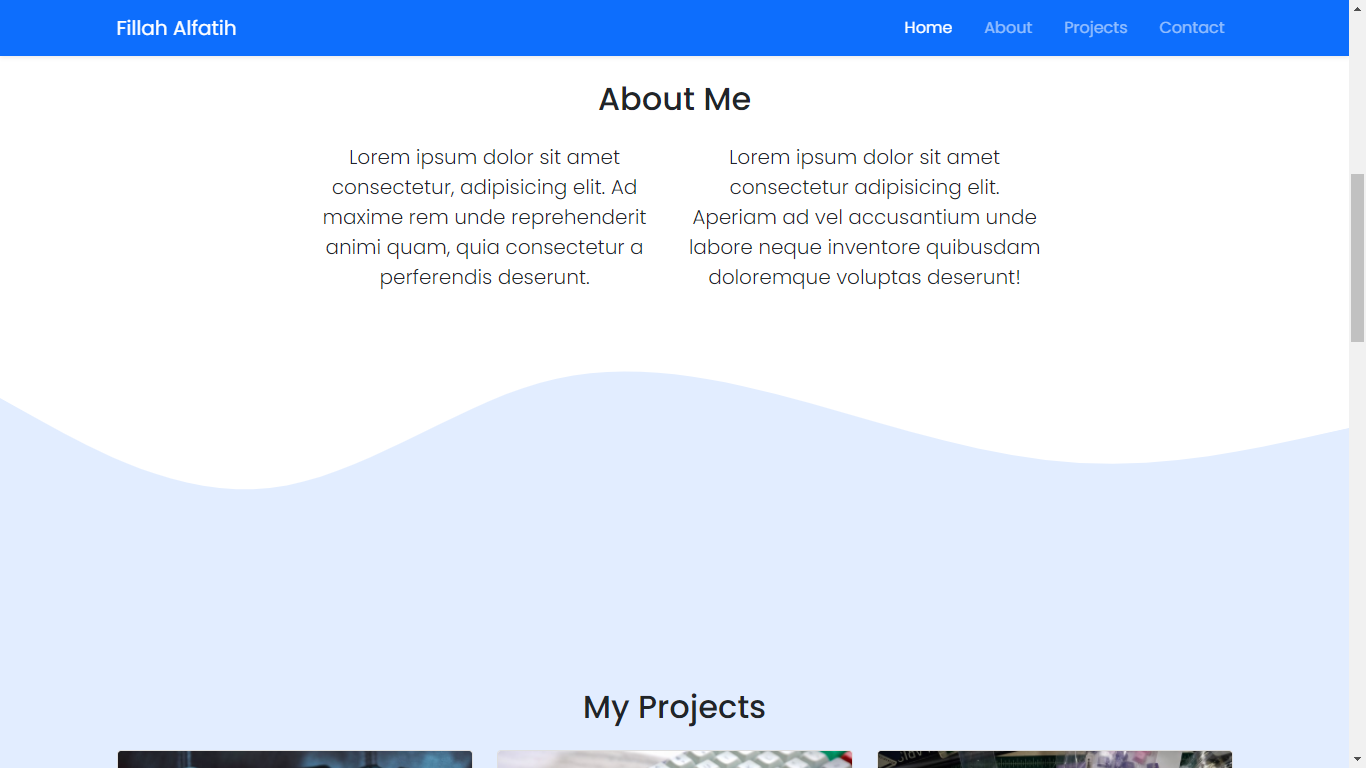 Fillah Alfatih
Home About Projects Contact
About Me
Lorem ipsum dolor sit amet
consectetur, adipisicing elit. Ad
maxime rem unde reprehenderit
animi quam, quia consectetur a
perferendis deserunt.
Lorem ipsum dolor sit amet
consectetur adipisicing elit.
Aperiam ad vel accusantium unde
labore neque inventore quibusdam
doloremque voluptas deserunt!
My Projects